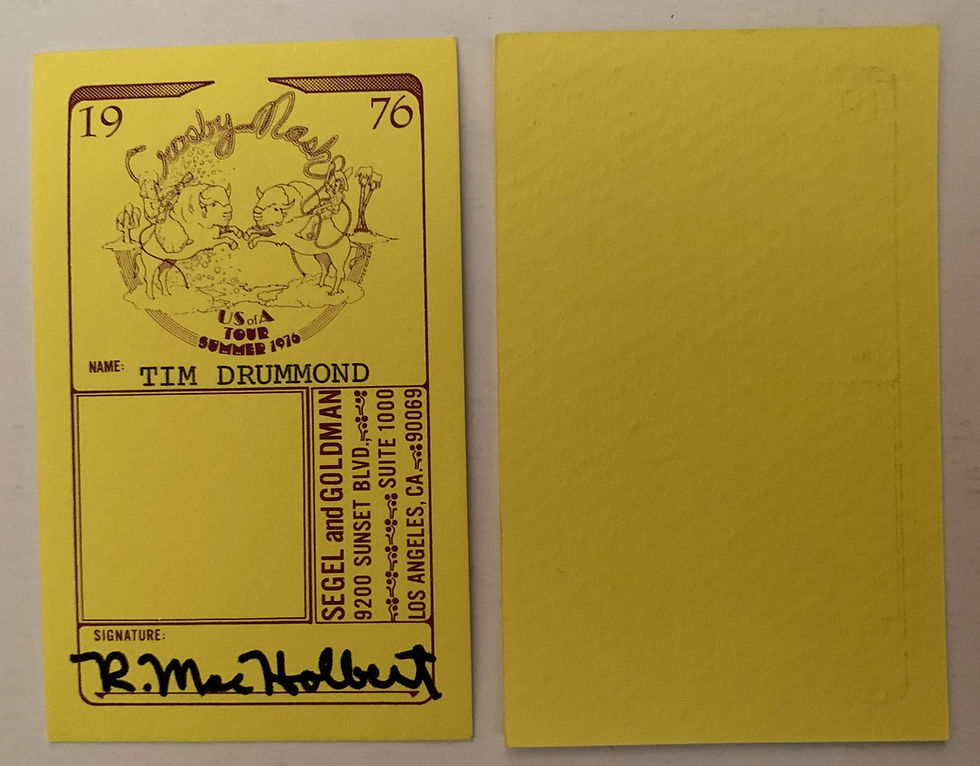 19 76
Crosby-Nash
US of A
TOUR
SUMMER 1976
NAME: TIM DRUMMOND
SEGEL and GOLDMAN
9200 SUNSET BLVD.,
SUITE 1000
LOS ANGELES, CA. 90069
SIGNATURE:
R. Mac Holbert